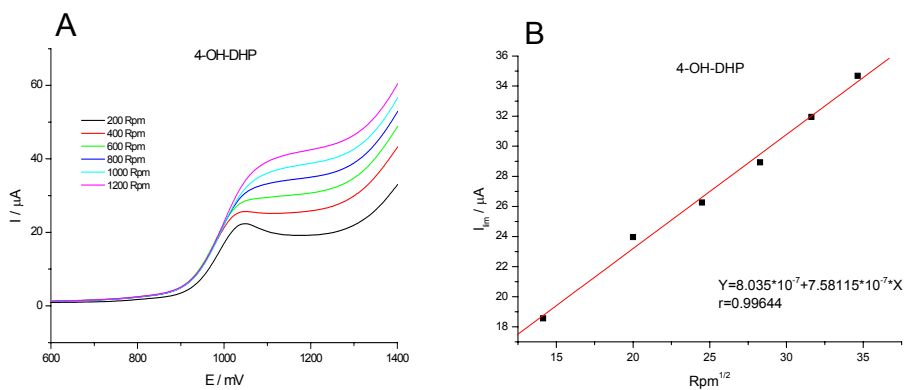 A
4-OH-DHP
60
40
20
0
I / µA
200 Rpm
400 Rpm
600 Rpm
800 Rpm
1000 Rpm
1200 Rpm
600 800 1000 1200 1400
E / mV
B
4-OH-DHP
36
34
32
30
28
26
24
22
20
18
I_lim / µA
Y=8.035*10^-7+7.58115*10^-7*X
r=0.99644
15 20 25 30 35
Rpm^1/2